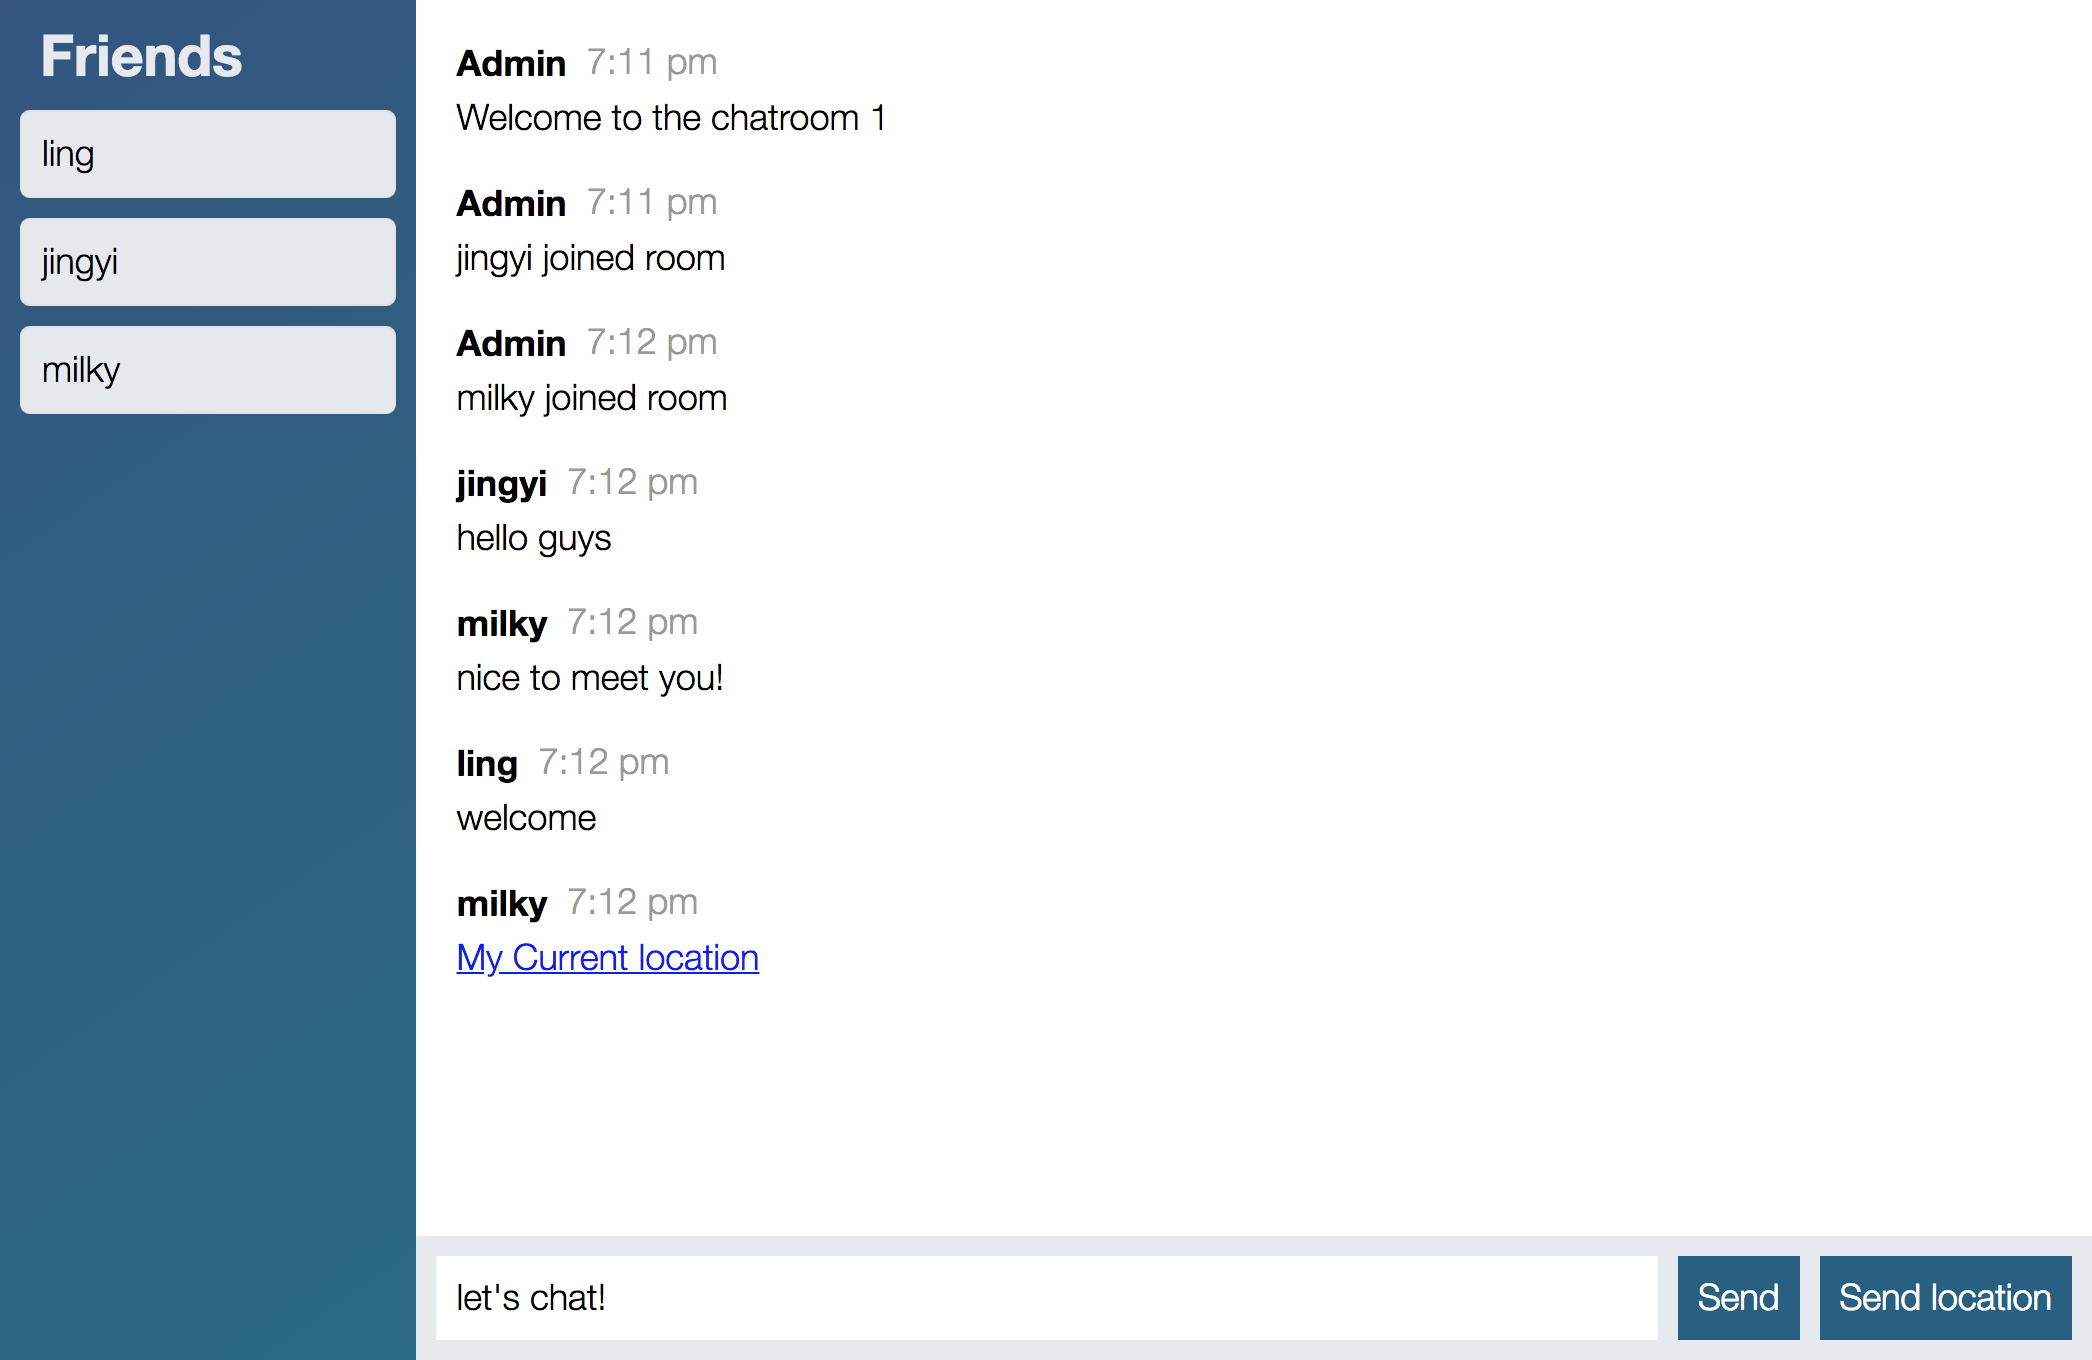 Friends
ling
jingyi
milky
Admin 7:11 pm
Welcome to the chatroom 1
Admin 7:11 pm
jingyi joined room
Admin 7:12 pm
milky joined room
jingyi 7:12 pm
hello guys
milky 7:12 pm
nice to meet you!
ling 7:12 pm
welcome
milky 7:12 pm
My Current location
let's chat!
Send
Send location